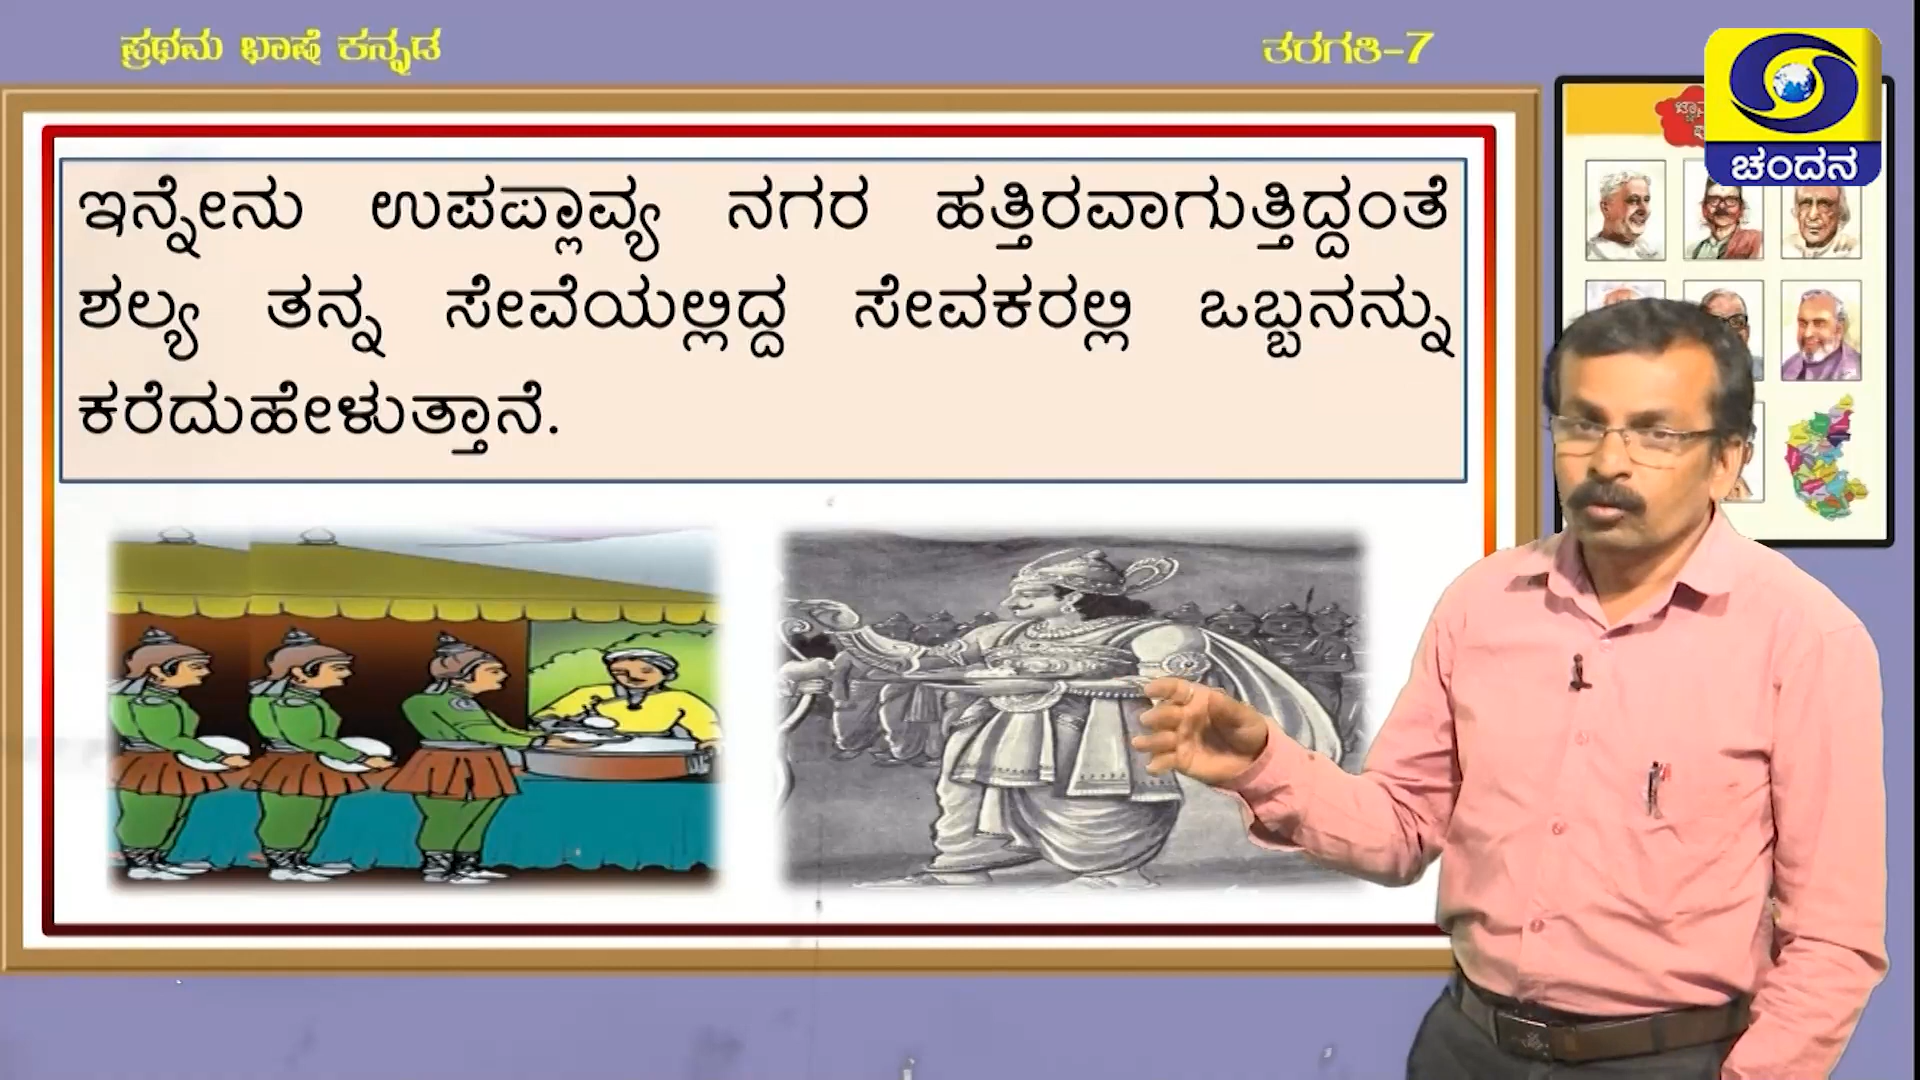 ಪ್ರಥಮ ಭಾಷೆ ಕನ್ನಡ
ತರಗತಿ-7
ಚಂದನ
ಇನ್ನೇನು ಉಪಪ್ಲಾವ್ಯ ನಗರ ಹತ್ತಿರವಾಗುತ್ತಿದ್ದಂತೆ
ಶಲ್ಯ ತನ್ನ ಸೇವೆಯಲ್ಲಿದ್ದ ಸೇವಕರಲ್ಲಿ ಒಬ್ಬನನ್ನು
ಕರೆದುಹೇಳುತ್ತಾನೆ.